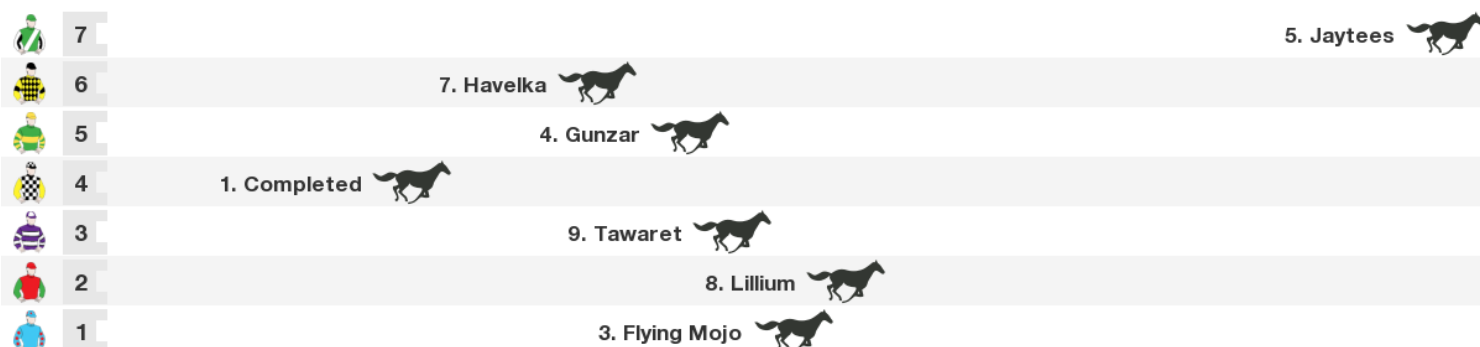 7 5. Jaytees
6 7. Havelka
5 4. Gunzar
4 1. Completed
3 9. Tawaret
2 8. Lillium
1 3. Flying Mojo